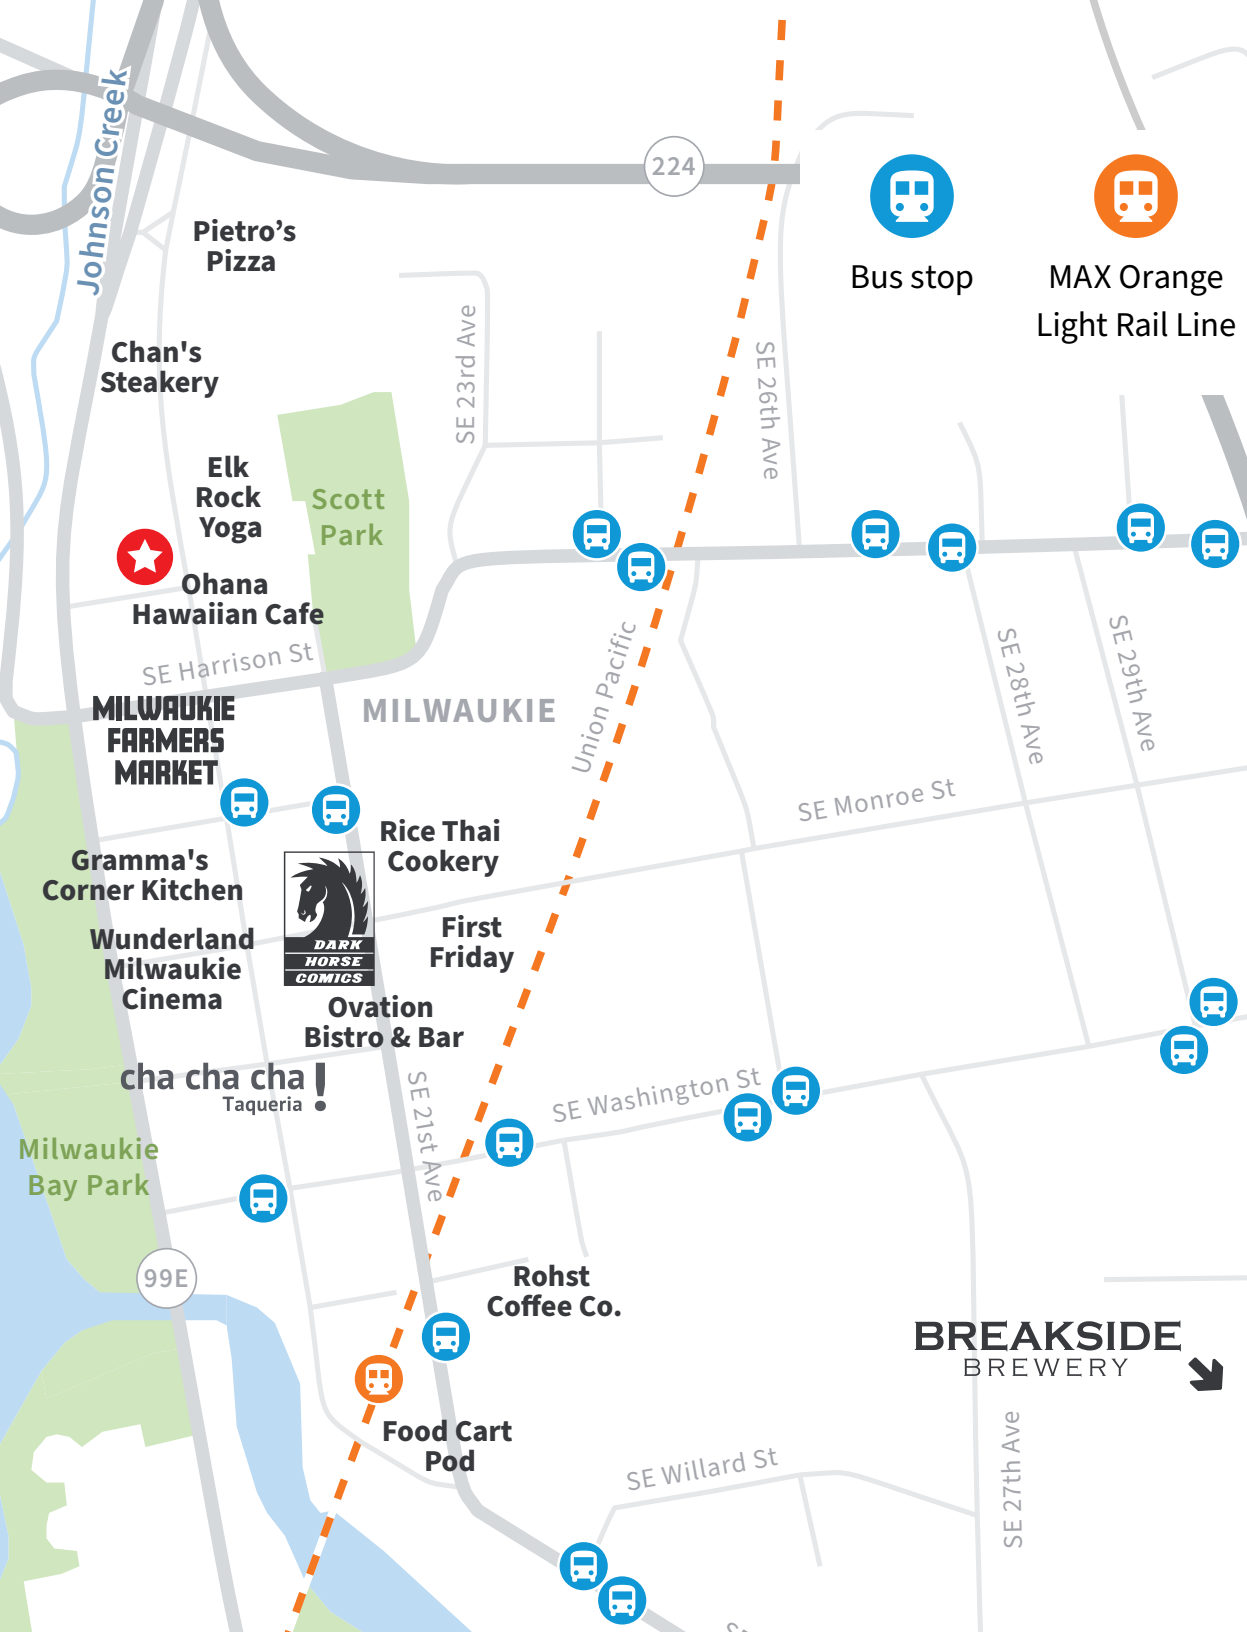 Johnson Creek
224
Pietro's
Pizza
Bus stop
MAX Orange
Light Rail Line
Chan's
Steakery
SE 23rd Ave
SE 26th Ave
Elk
Rock
Yoga
Scott
Park
Ohana
Hawaiian Cafe
SE Harrison St
Union Pacific
SE 28th Ave
SE 29th Ave
MILWAUKIE
FARMERS
MARKET
MILWAUKIE
SE Monroe St
Rice Thai
Cookery
Gramma's
Corner Kitchen
First
Friday
Wunderland
Milwaukie
Cinema
DARK
HORSE
COMICS
Ovation
Bistro & Bar
cha cha cha!
Taqueria
SE 21st Ave
SE Washington St
Milwaukie
Bay Park
99E
Rohst
Coffee Co.
BREAKSIDE
BREWERY
Food Cart
Pod
SE Willard St
SE 27th Ave